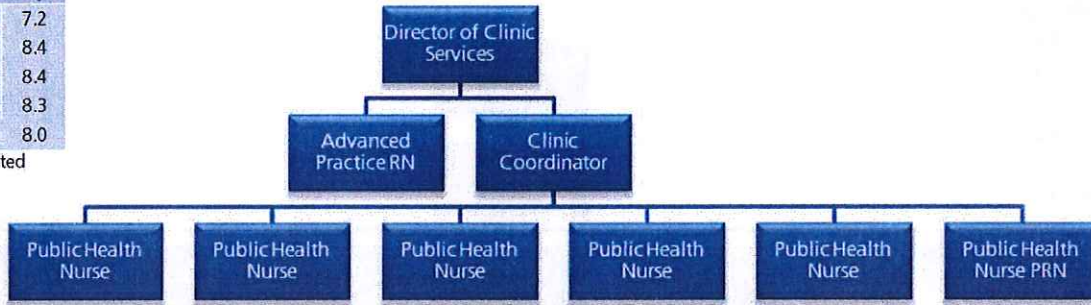 7.2
8.4
8.4
8.3
8.0
ted
Director of Clinic
Services
Advanced
Practice RN
Clinic
Coordinator
Public Health
Nurse
Public Health
Nurse
Public Health
Nurse
Public Health
Nurse
Public Health
Nurse
Public Health
Nurse PRN